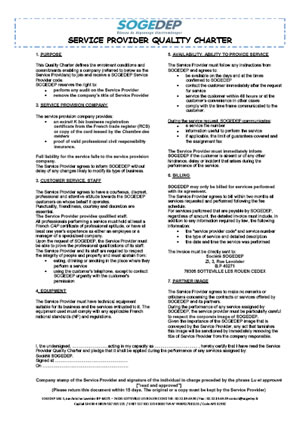 SOGEDEP
SERVICE PROVIDER QUALITY CHARTER
1. PURPOSE
This Quality Charter defines the enrolment conditions and
commitments enabling a company (referred to below as the
Service Provider) to join and receive a SOGEDEP Service
Provider code.
SOGEDEP reserves the right to:
perform any audit on the Service Provider
remove the company's title of Service Provider
2. SERVICE PROVISION COMPANY
The service provision company provides:
an extract K bis business registration
certificate from the French trade register (RCS)
or copy of the card issued by the Chambre des
métiers
proof of valid professional civil responsibility
insurance.
Full liability for the safe service to the service provision
company.
The Service Provider agrees to inform SOGEDEP without
delay of any changes likely to modify its type of business.
3. CUSTOMER SERVICE, STAFF
The Service Provider agrees to have a courteous, discreet,
professional and attentive attitude towards the SOGEDEP
customers on whose behalf it operates.
Punctuality, friendliness, courtesy and discretion are
essential.
The Service Provider provides qualified staff.
All professionals performing a service must hold at least a
French CAP certificate of professional aptitude, or have at
least one year's experience as either an employee or a
manager of a specialised company.
Upon the request of SOGEDEP, the Service Provider must
be able to prove the professional qualifications of its staff.
The Service Provider and its staff are required to respect
the integrity of people and property and must abstain from:
eating, drinking or smoking in the place where they
perform a service
using the customer's telephone, except to contact
SOGEDEP urgently with the customer's
permission
4. EQUIPMENT
The Service Provider must have technical equipment
suitable for its business and the services entrusted to it. The
equipment used must comply with any applicable French
and national (NF) standards and legislation.
5. AVAILABILITY, ABILITY TO PROVIDE SERVICE
The Service Provider must follow any instructions from
SOGEDEP and agrees to:
be available on the days and at the times
confirmed to SOGEDEP
contact the customer immediately after the request
for service
service the customer within 48 hours or at the
customer's convenience in other cases
comply with the time frame communicated to the
customer.
During the service request, SOGEDEP communicates:
a service file number
information useful to perform the service
if applicable, the limit of guarantees covered and
the assignment fee
The Service Provider must immediately inform
SOGEDEP if the customer is absent or of any other
hindrance, delay or incident that arises during the
performance of the service.
6. BILLING
SOGEDEP may only be billed for services performed
with its agreement.
The Service Provider agrees to bill within two months all
services requested and performed following the fee
schedule.
For services performed that are payable by SOGEDEP,
regardless of amount, the detailed invoice must include, in
addition to any information required by law, the following
information:
the "service provider code" and service number
the type of service and detailed description
the date and time the service was performed
The invoice must be clearly sent to:
Société SOGEDEP
B.P 40271
76305 SOTTEVILLE LES ROUEN CEDEX
7. PARTNER IMAGE
The Service Provider agrees to make no remarks or
criticisms concerning the contracts or services offered by
SOGEDEP and its partners.
During the performance of any service assigned by
SOGEDEP, the service provider must be particularly careful
to respect the corporate image of SOGEDEP.
Given the importance of the SOGEDEP image that is
conveyed by the Service Provider, any act that tarnishes
this image will be sanctioned by immediately removing the
title of Service Provider from the company responsible.
I, the undersigned, acting in my capacity as hereby certify that I have read the Service
Provider Quality Charter and pledge that it shall be applied during the performance of any services assigned by
Société SOGEDEP.
Signed in
On
Company stamp of the Service Provider and signature of the individual in charge preceded by the phrase Lu et approuvé
["read and approved"]
(Please return this document within 15 days. The original or a copy must be kept by the Service Provider)